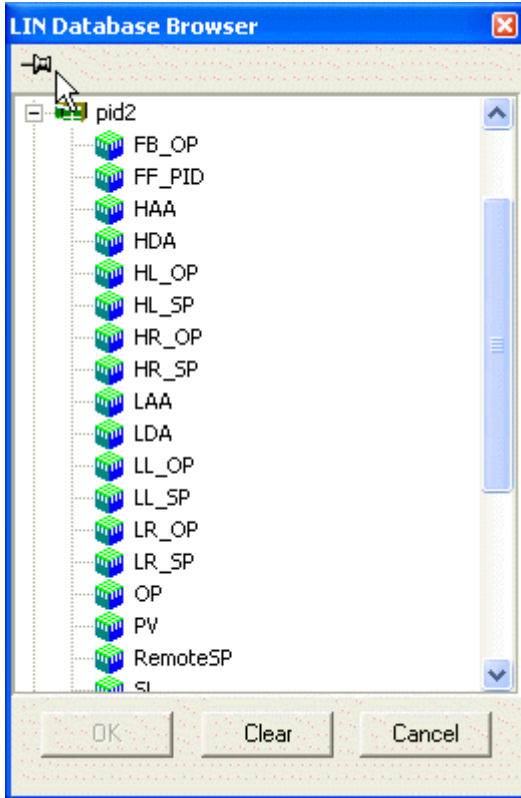 LIN Database Browser
pid2
FB_OP
FF_PID
HAA
HDA
HL_OP
HL_SP
HR_OP
HR_SP
LAA
LDA
LL_OP
LL_SP
LR_OP
LR_SP
OP
PV
RemoteSP
OK
Clear
Cancel